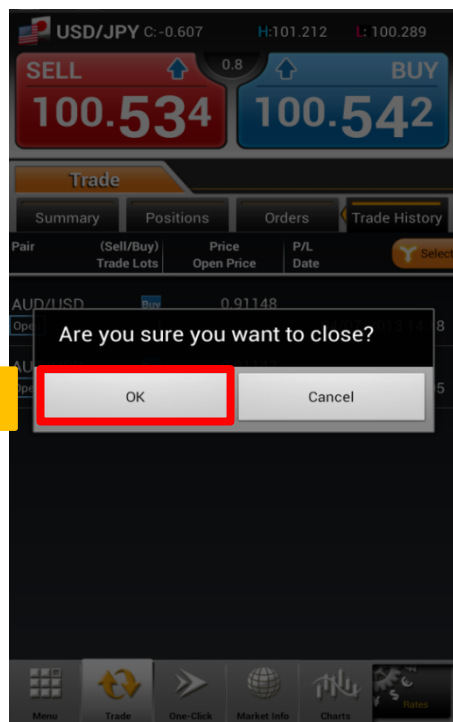 USD/JPY C:-0.607 H:101.212 L:100.289
SELL 0.8 BUY
100.534 100.542
Trade
Summary Positions Orders Trade History
Pair (Sell/Buy) Price P/L Select
Trade Lots Open Price Date
AUD/USD Buy 0.91148
Are you sure you want to close?
OK Cancel
Menu Trade One-Click Market Info Charts Rates